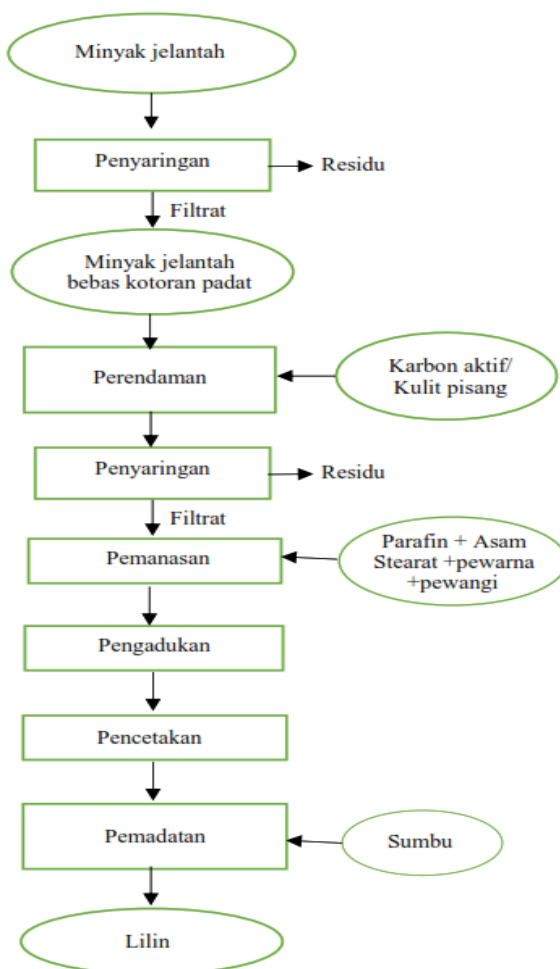 Minyak jelantah
Penyaringan
Residu
Filtrat
Minyak jelantah
bebas kotoran padat
Perendaman
Karbon aktif/
Kulit pisang
Penyaringan
Residu
Filtrat
Pemanasan
Parafin + Asam
Stearat +pewarna
+pewangi
Pengadukan
Pencetakan
Pemadatan
Sumbu
Lilin